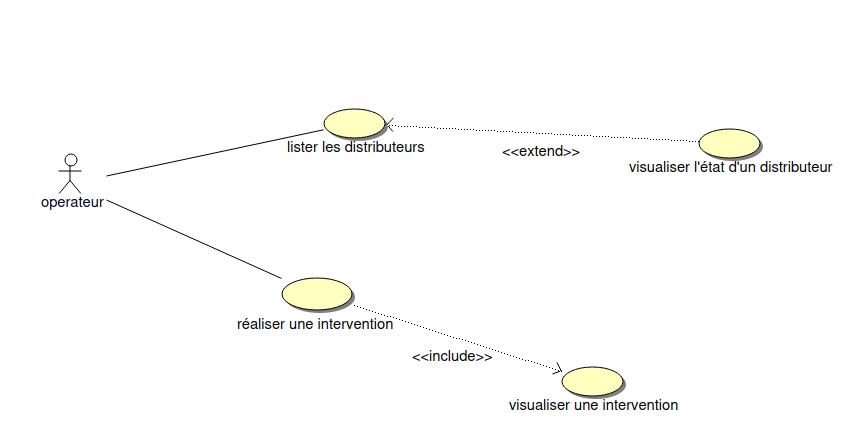 lister les distributeurs
<<extend>>
visualiser l'état d'un distributeur
operateur
réaliser une intervention
<<include>>
visualiser une intervention